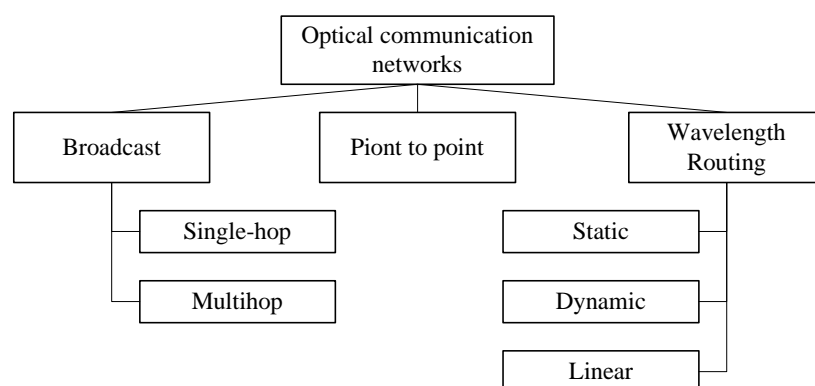 Optical communication
networks
Broadcast
Piont to point
Wavelength
Routing
Single-hop
Static
Multihop
Dynamic
Linear